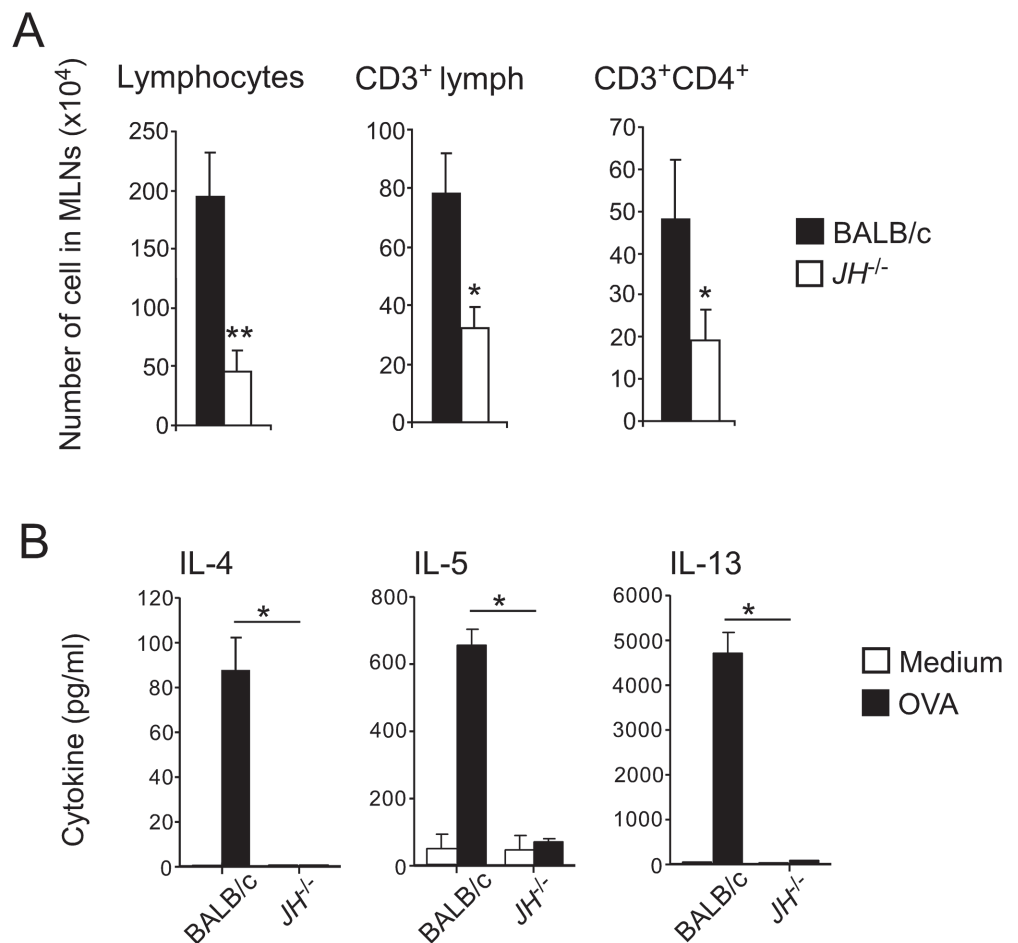 A
Lymphocytes
CD3+ lymph
CD3+CD4+
Number of cell in MLNs (x10⁴)
250
200
150
100
50
0
**
100
80
60
40
20
0
*
70
60
50
40
30
20
10
0
*
BALB/c
JH-/-
B
IL-4
IL-5
IL-13
Cytokine (pg/ml)
120
100
80
60
40
20
0
*
BALB/c
JH-/-
800
600
400
200
0
*
BALB/c
JH-/-
6000
5000
4000
3000
2000
1000
0
*
BALB/c
JH-/-
Medium
OVA